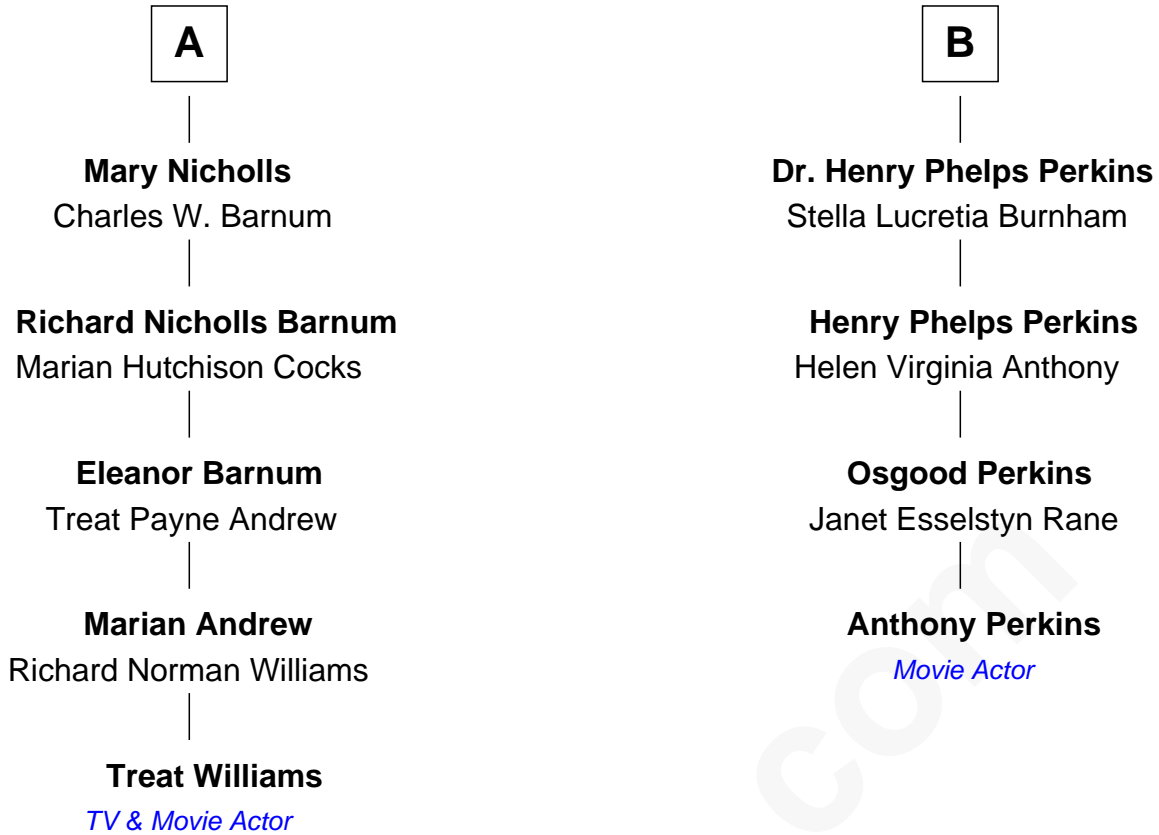 A
B
Mary Nicholls
Charles W. Barnum
Dr. Henry Phelps Perkins
Stella Lucretia Burnham
Richard Nicholls Barnum
Marian Hutchison Cocks
Henry Phelps Perkins
Helen Virginia Anthony
Eleanor Barnum
Treat Payne Andrew
Osgood Perkins
Janet Esselstyn Rane
Marian Andrew
Richard Norman Williams
Anthony Perkins
Movie Actor
Treat Williams
TV & Movie Actor
com